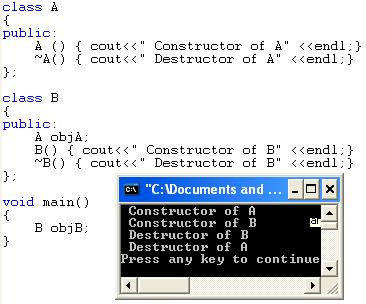 class A
{
public:
    A () { cout<<" Constructor of A" <<endl;}
    ~A() { cout<<" Destructor of A" <<endl;}
};

class B
{
public:
    A objA;
    B() { cout<<" Constructor of B" <<endl;}
    ~B() { cout<<" Destructor of B" <<endl;}
};

void main()
{
    B objB;
}
"C:\Documents and ...
Constructor of A
Constructor of B
Destructor of B
Destructor of A
Press any key to continue